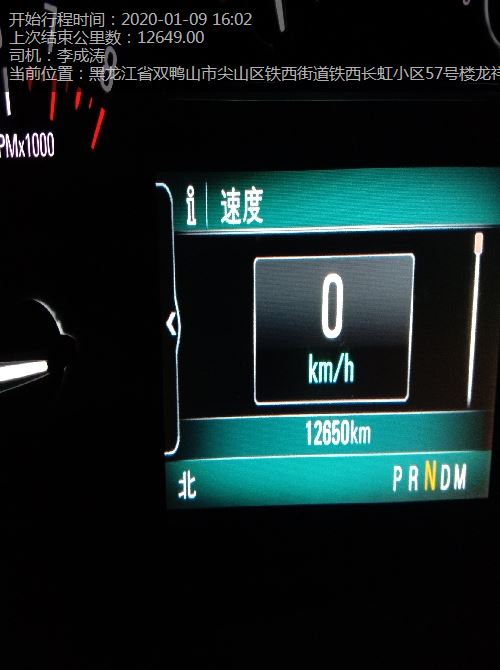 开始行程时间：2020-01-09 16:02
上次结束公里数：12649.00
司机：李成涛
当前位置：黑龙江省双鸭山市尖山区铁西街道铁西长虹小区57号楼龙祥
7
8
PMx1000
i 速度
0
km/h
12650km
北 PRNDM